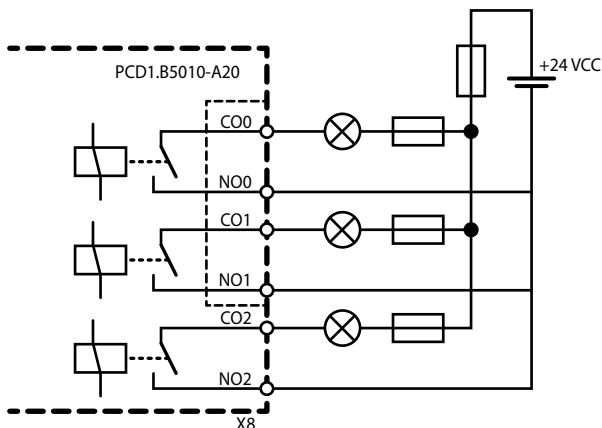 +24 VCC
PCD1.B5010-A20
CO0
NO0
CO1
NO1
CO2
NO2
X8